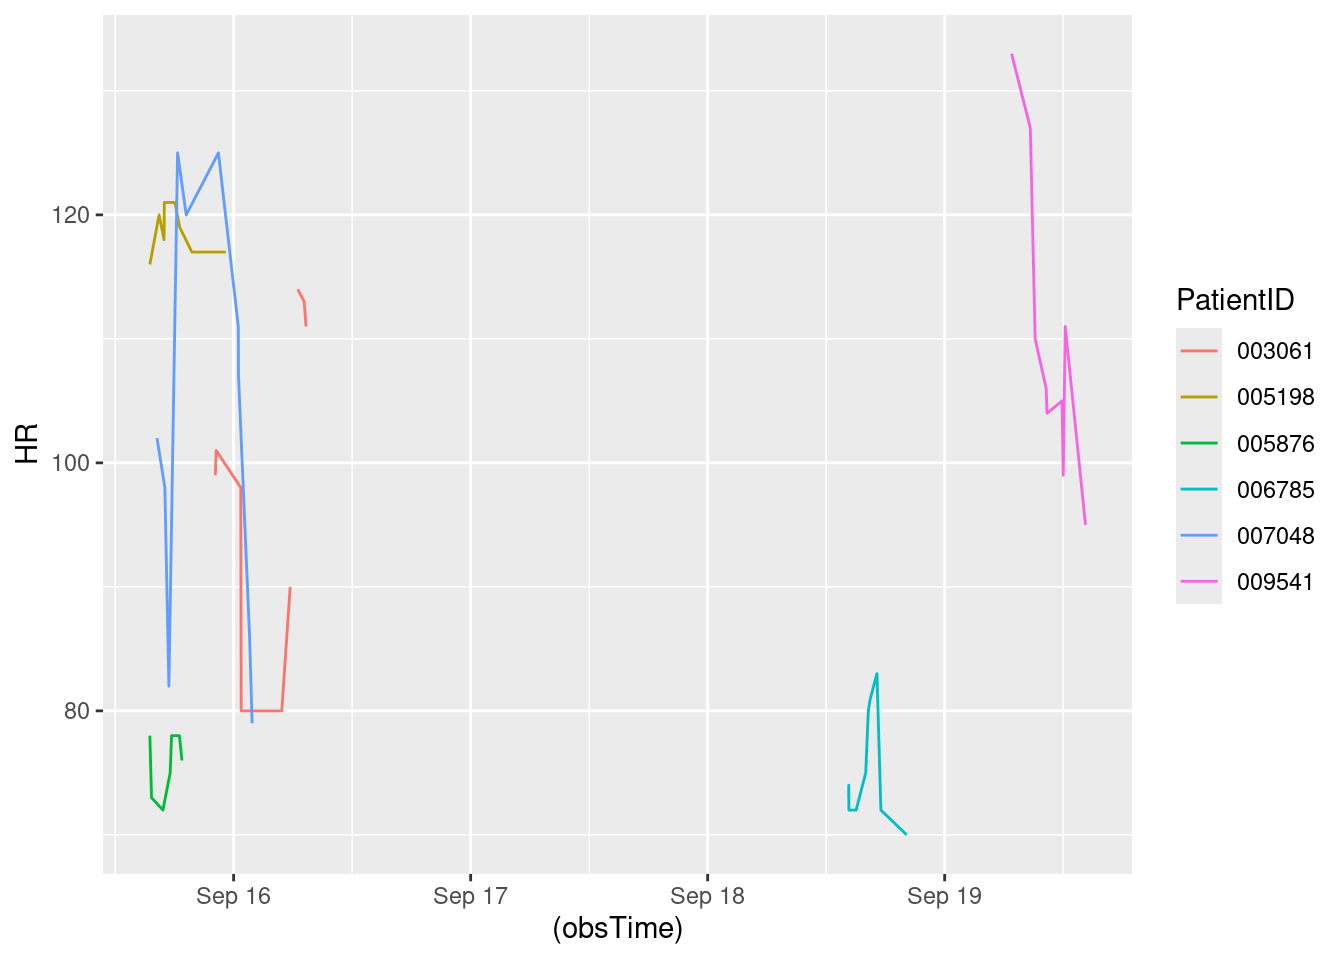 HR
120
100
80
Sep 16
Sep 17
Sep 18
Sep 19
(obsTime)
PatientID
003061
005198
005876
006785
007048
009541